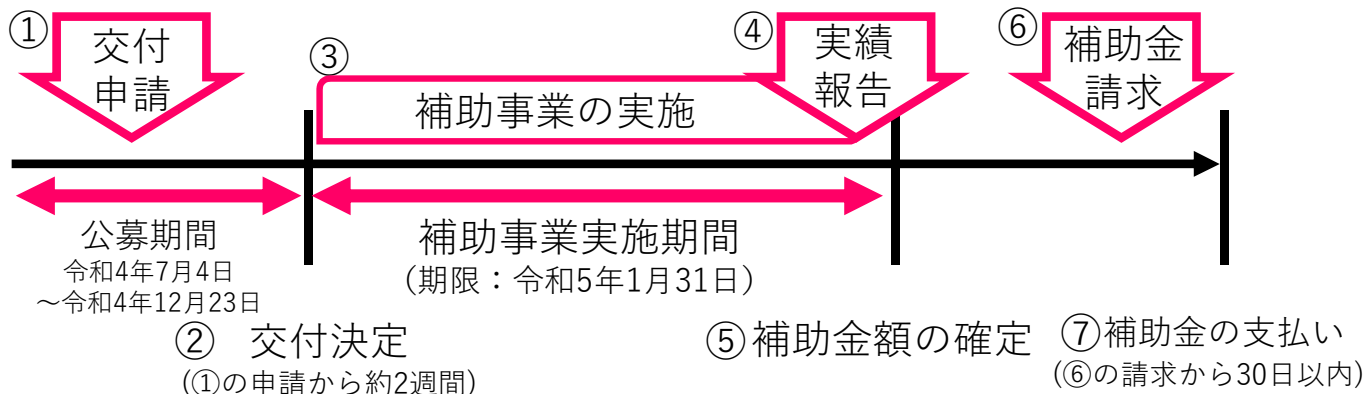 ①
交付
申請
③
補助事業の実施
④
実績
報告
⑥
補助金
請求
公募期間
令和4年7月4日
～令和4年12月23日
補助事業実施期間
(期限：令和5年1月31日)
② 交付決定
(①の申請から約2週間)
⑤補助金額の確定
⑦補助金の支払い
(⑥の請求から30日以内)